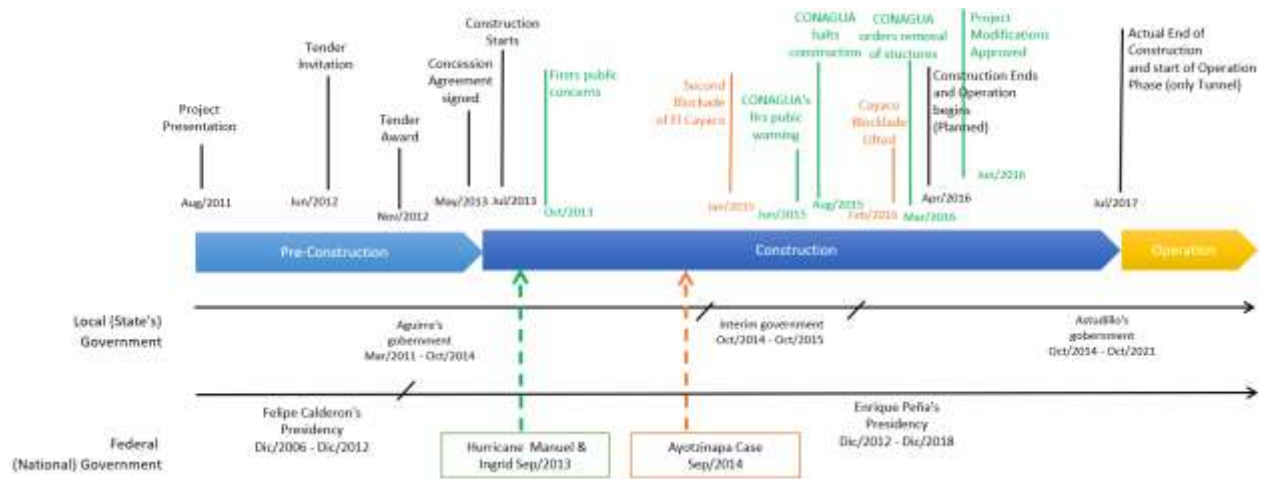 Project
Presentation
Aug/2011
Tender
Invitation
Jun/2012
Tender
Award
Nov/2012
Concession
Agreement
signed
May/2013
Construction
Starts
Jul/2013
Firsts public
concerns
Oct/2013
Second
Blockade
of El Cayaco
Jan/2015
CONAGUA's
firs pubic
warning
Jun/2015
CONAGUA
halts
construction
Aug/2015
Cayaco
Blocklade
Lifted
Feb/2016
CONAGUA
orders removal
of stuctures
Mar/2016
Construction Ends
and Operation
begins
(Planned)
Apr/2016
Project
Modifications
Approved
Jun/2016
Actual End of
Construction
and start of Operation
Phase (only Tunnel)
Jul/2017
Pre-Construction
Construction
Operation
Local (State's)
Government
Aguirre's
gobernment
Mar/2011 - Oct/2014
Interim government
Oct/2014 - Oct/2015
Astudillo's
gobernment
Oct/2014 - Oct/2021
Federal
(National) Government
Felipe Calderon's
Presidency
Dic/2006 - Dic/2012
Enrique Peña's
Presidency
Dic/2012 - Dic/2018
Hurricane Manuel &
Ingrid Sep/2013
Ayotzinapa Case
Sep/2014